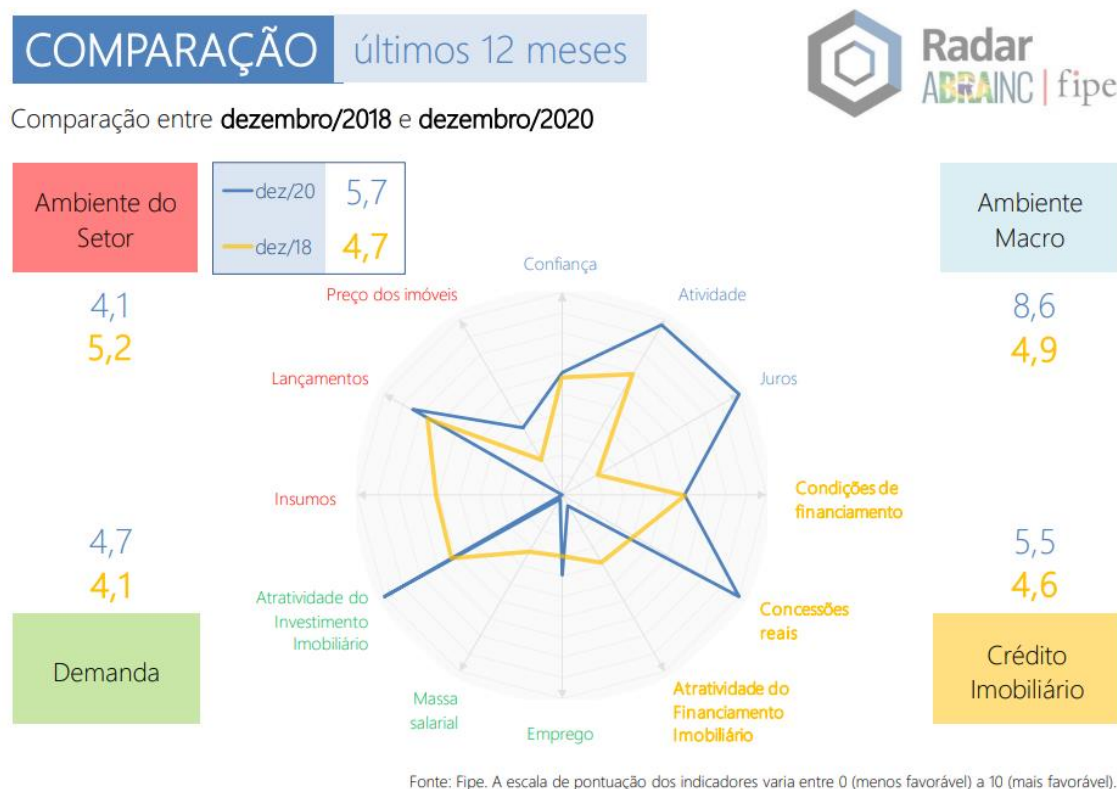 COMPARAÇÃO últimos 12 meses
Radar
ABRAINC | fipe
Comparação entre dezembro/2018 e dezembro/2020
Ambiente do
Setor
4,1
5,2
dez/20 5,7
dez/18 4,7
Ambiente
Macro
8,6
4,9
Confiança
Atividade
Juros
Condições de
financiamento
Concessões
reais
Atratividade do
Financiamento
Imobiliário
Emprego
Massa
salarial
Atratividade do
Investimento
Imobiliário
Insumos
Lançamentos
Preço dos imóveis
4,7
4,1
Demanda
5,5
4,6
Crédito
Imobiliário
Fonte: Fipe. A escala de pontuação dos indicadores varia entre 0 (menos favorável) a 10 (mais favorável).